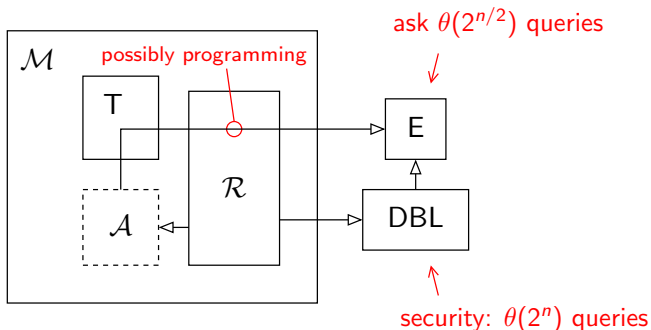 ask θ(2^{n/2}) queries
ℳ
possibly programming
T
E
ℛ
𝒜
DBL
security: θ(2^n) queries